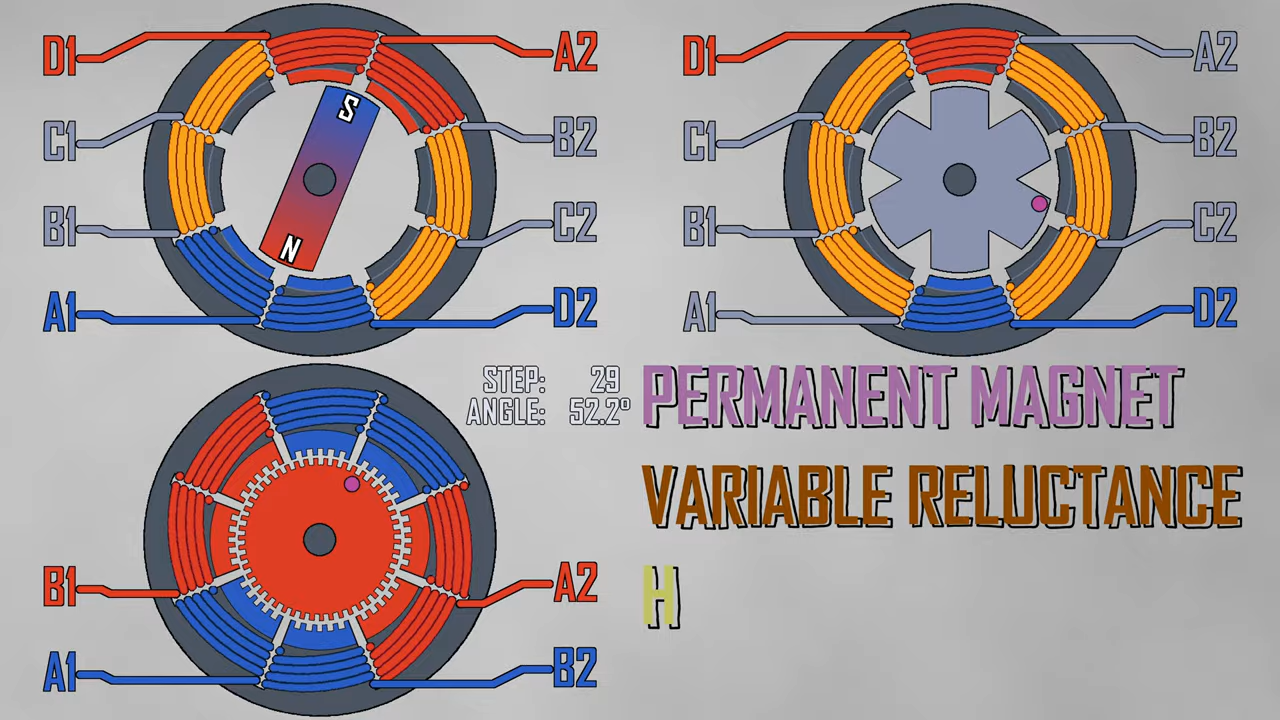 D1 A2
C1 B2
B1 C2
A1 D2
S
N
D1 A2
C1 B2
B1 C2
A1 D2
STEP: 29
ANGLE: 52.2°
B1 A2
A1 B2
PERMANENT MAGNET
VARIABLE RELUCTANCE
H